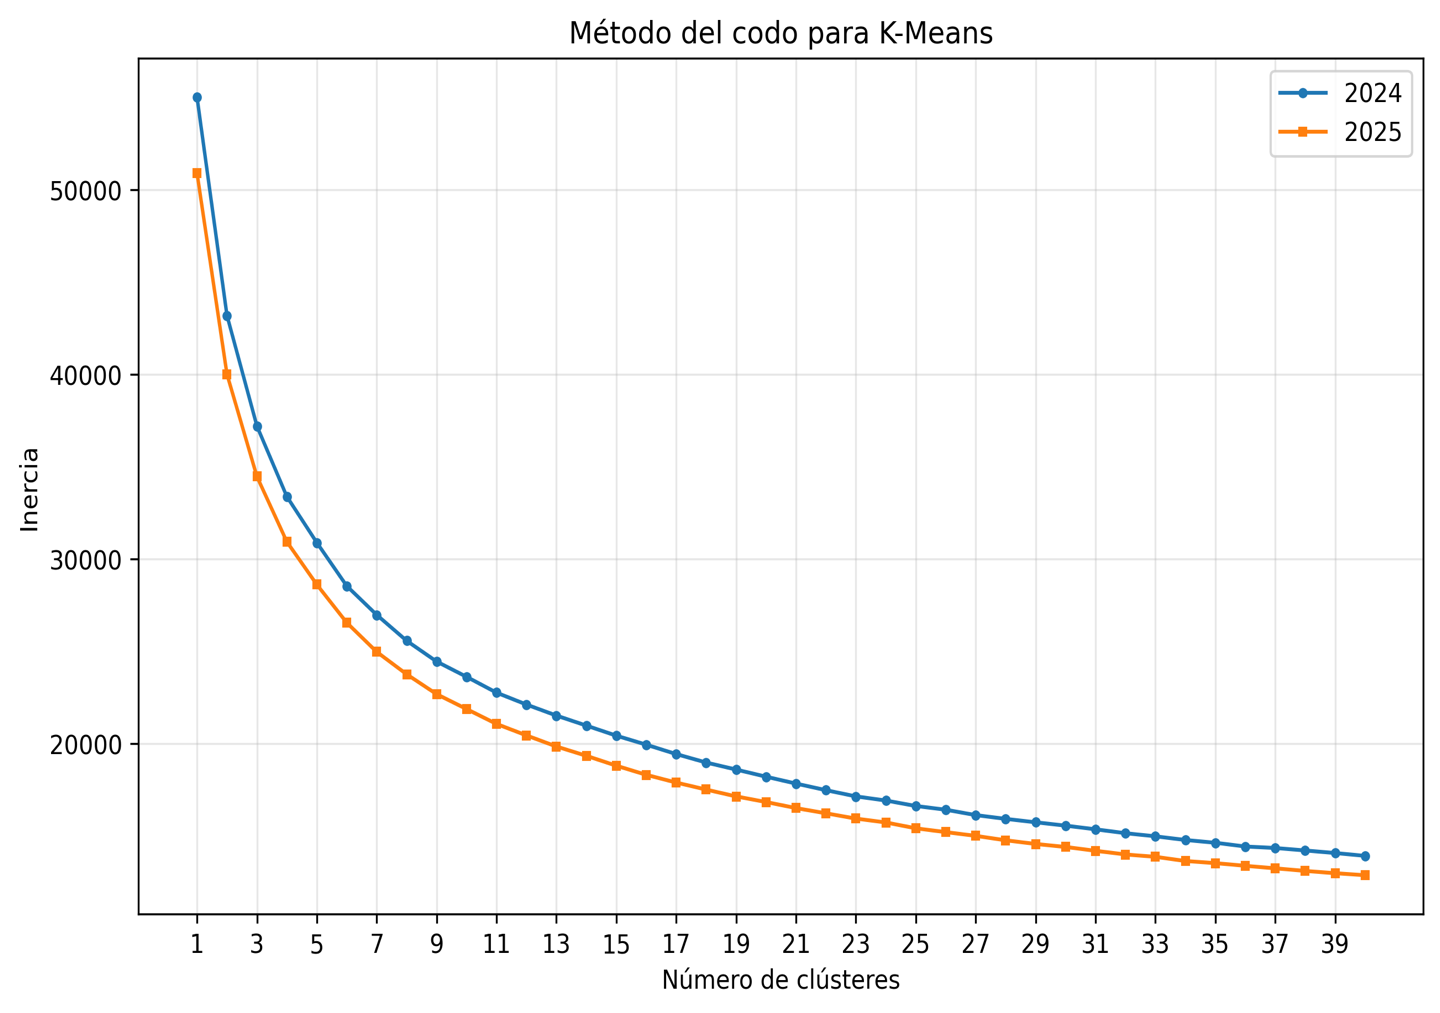 Método del codo para K-Means
2024
2025
50000
40000
30000
20000
Inercia
1 3 5 7 9 11 13 15 17 19 21 23 25 27 29 31 33 35 37 39
Número de clústeres